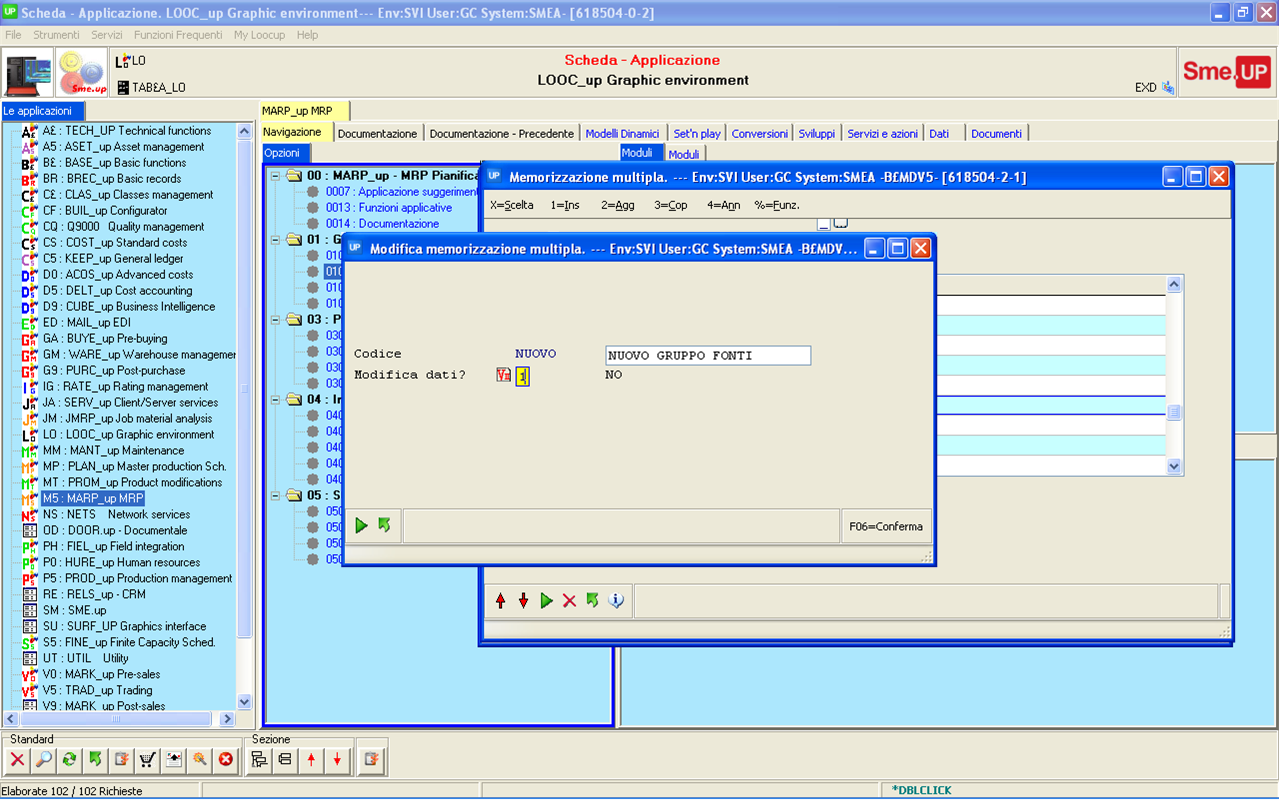 Scheda - Applicazione. LOOC_up Graphic environment--- Env:SVI User:GC System:SMEA- [618504-0-2]
File Strumenti Servizi Funzioni Frequenti My Loocup Help
LO
TAB£A_LO
Scheda - Applicazione
LOOC_up Graphic environment
EXD
Sme.UP
Sme.up
Le applicazioni
A£ : TECH_UP Technical functions
A5 : ASET_up Asset management
B£ : BASE_up Basic functions
BR : BREC_up Basic records
C£ : CLAS_up Classes management
CF : BUIL_up Configurator
CQ : Q9000 Quality management
CS : COST_up Standard costs
C5 : KEEP_up General ledger
D0 : ACOS_up Advanced costs
D5 : DELT_up Cost accounting
D9 : CUBE_up Business Intelligence
ED : MAIL_up EDI
GA : BUYE_up Pre-buying
GM : WARE_up Warehouse managemer
G9 : PURC_up Post-purchase
IG : RATE_up Rating management
JA : SERV_up Client/Server services
JM : JMRP_up Job material analysis
LO : LOOC_up Graphic environment
MM : MANT_up Maintenance
MP : PLAN_up Master production Sch.
MT : PROM_up Product modifications
M5 : MARP_up MRP
NS : NETS Network services
OD : DOOR.up - Documentale
PH : FIEL_up Field integration
P0 : HURE_up Human resources
P5 : PROD_up Production management
RE : RELS_up - CRM
SM : SME.up
SU : SURF_UP Graphics interface
S5 : FINE_up Finite Capacity Sched.
UT : UTIL Utility
V0 : MARK_up Pre-sales
V5 : TRAD_up Trading
V9 : MARK_up Post-sales
MARP_up MRP
Navigazione Documentazione Documentazione - Precedente Modelli Dinamici Set'n play Conversioni Sviluppi Servizi e azioni Dati Documenti
Opzioni
Moduli Moduli
00 : MARP_up - MRP Pianifica
0007 : Applicazione suggerimen
0013 : Funzioni applicative
0014 : Documentazione
01 : G
010
010
010
010
03 : P
030
030
030
030
04 : In
040
040
040
040
040
05 : S
050
050
050
050
Memorizzazione multipla. --- Env:SVI User:GC System:SMEA -B£MDV5- [618504-2-1]
X=Scelta 1=Ins 2=Agg 3=Cop 4=Ann %=Funz.
Modifica memorizzazione multipla. --- Env:SVI User:GC System:SMEA -B£MDV...
Codice NUOVO NUOVO GRUPPO FONTI
Modifica dati? 1 NO
F06=Conferma
Standard
Sezione
Elaborate 102 / 102 Richieste
*DBLCLICK